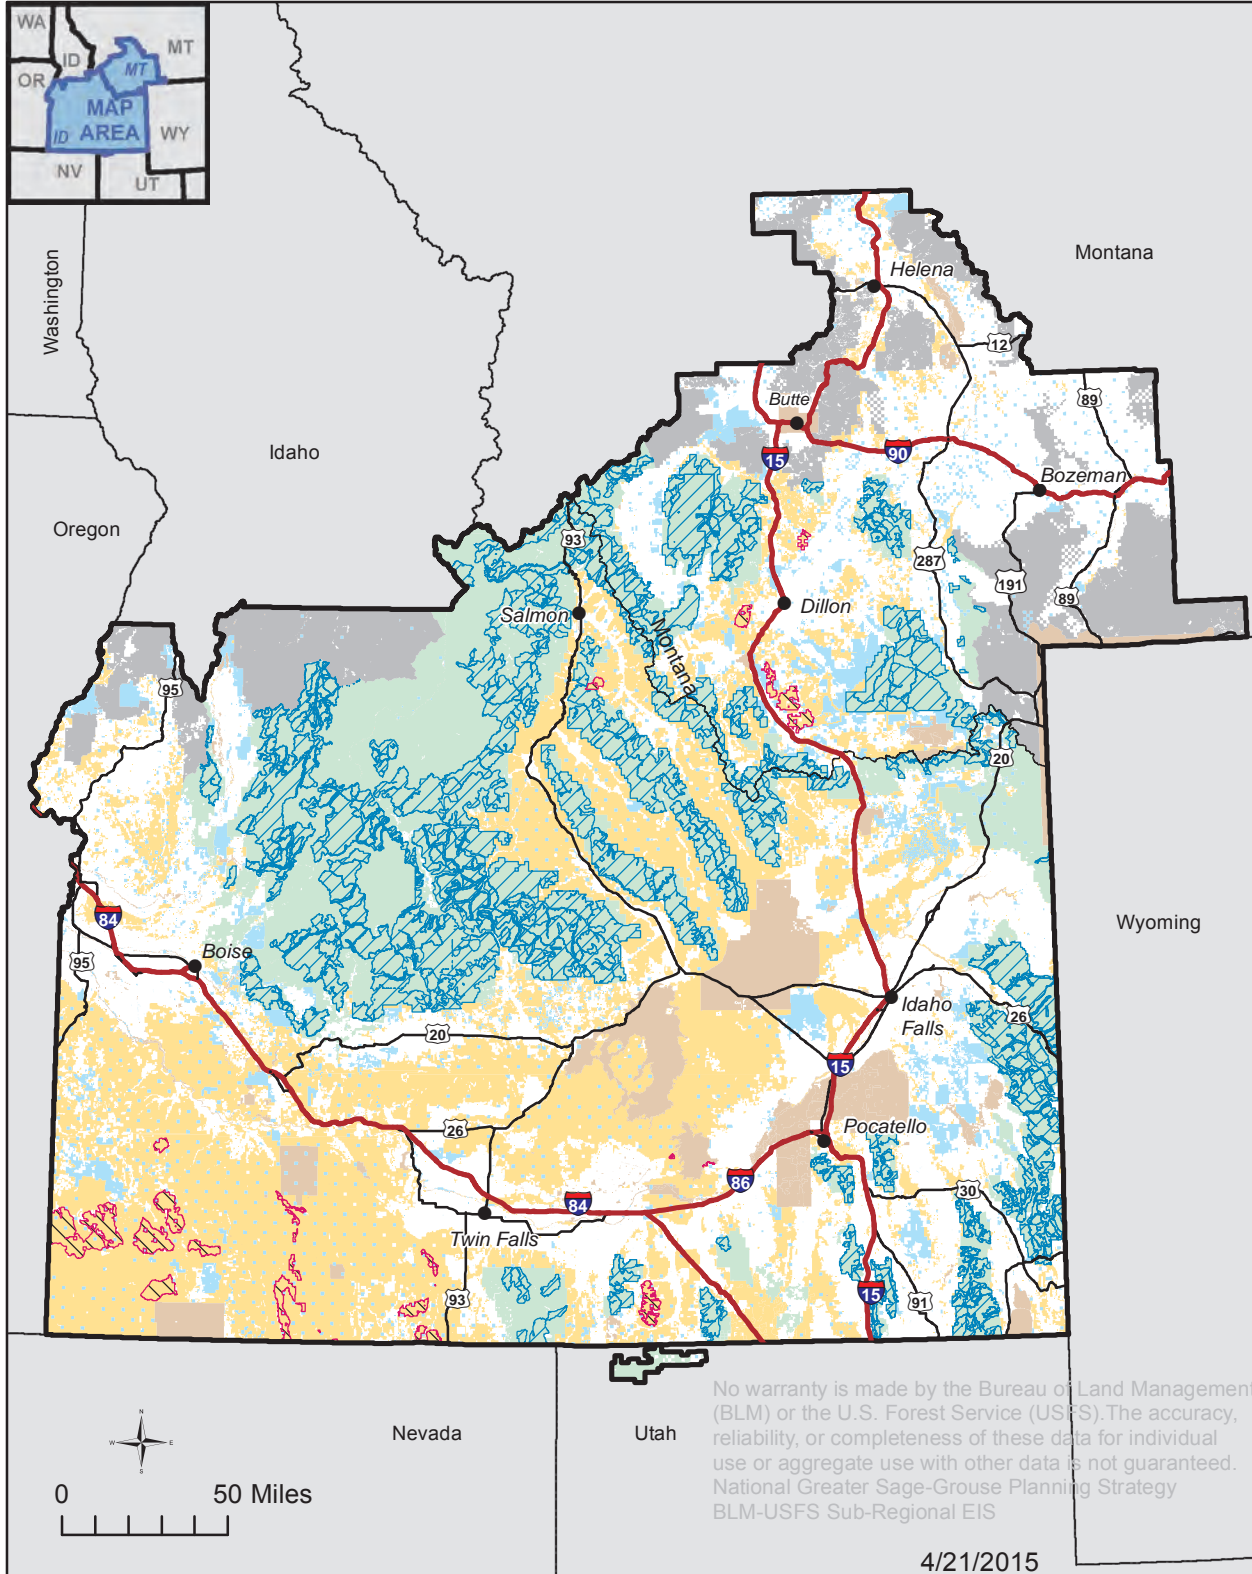 WA
MT
ID
MT
OR
MAP
AREA
ID
WY
NV
UT
Washington
Montana
Helena
12
Butte
89
Idaho
15
90
Bozeman
Oregon
93
287
191
89
Salmon
Dillon
Montana
95
20
84
Wyoming
95
Boise
Idaho
Falls
26
20
15
26
Pocatello
86
30
84
Twin Falls
93
15
91
No warranty is made by the Bureau of Land Management
(BLM) or the U.S. Forest Service (USFS).The accuracy,
reliability, or completeness of these data for individual
use or aggregate use with other data is not guaranteed.
National Greater Sage-Grouse Planning Strategy
BLM-USFS Sub-Regional EIS
Nevada
Utah
N
W
E
S
0 50 Miles
4/21/2015